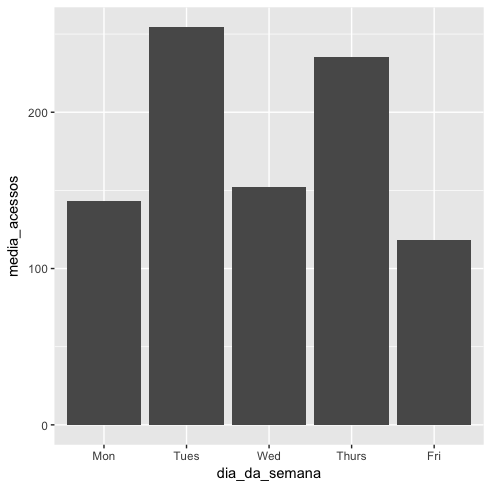 media_acessos
200
100
0
Mon Tues Wed Thurs Fri
dia_da_semana